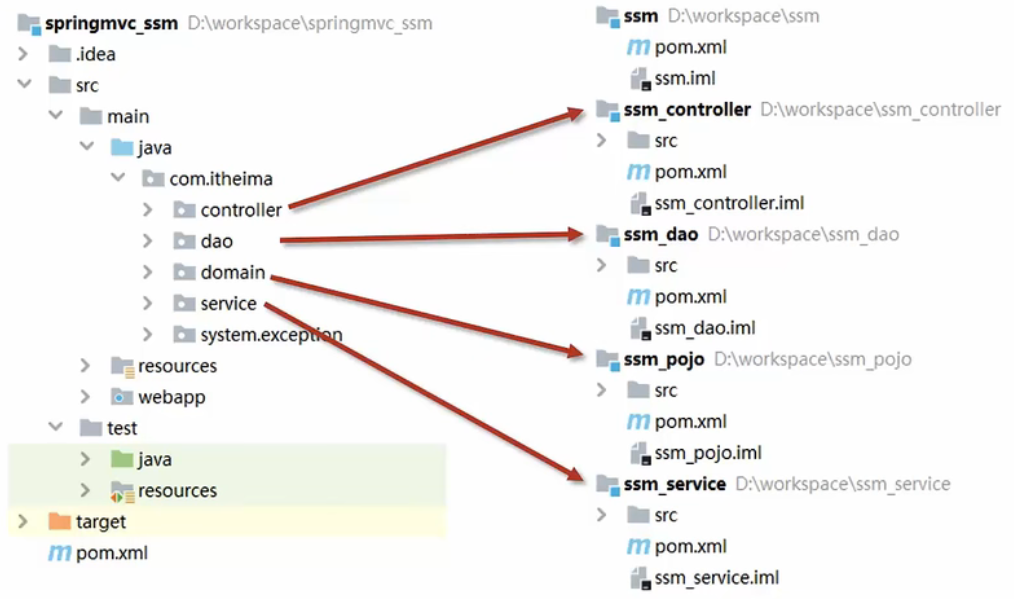 springmvc_ssm D:\workspace\springmvc_ssm
.idea
src
main
java
com.itheima
controller
dao
domain
service
system.exception
resources
webapp
test
java
resources
target
pom.xml
ssm D:\workspace\ssm
pom.xml
ssm.iml
ssm_controller D:\workspace\ssm_controller
src
pom.xml
ssm_controller.iml
ssm_dao D:\workspace\ssm_dao
src
pom.xml
ssm_dao.iml
ssm_pojo D:\workspace\ssm_pojo
src
pom.xml
ssm_pojo.iml
ssm_service D:\workspace\ssm_service
src
pom.xml
ssm_service.iml